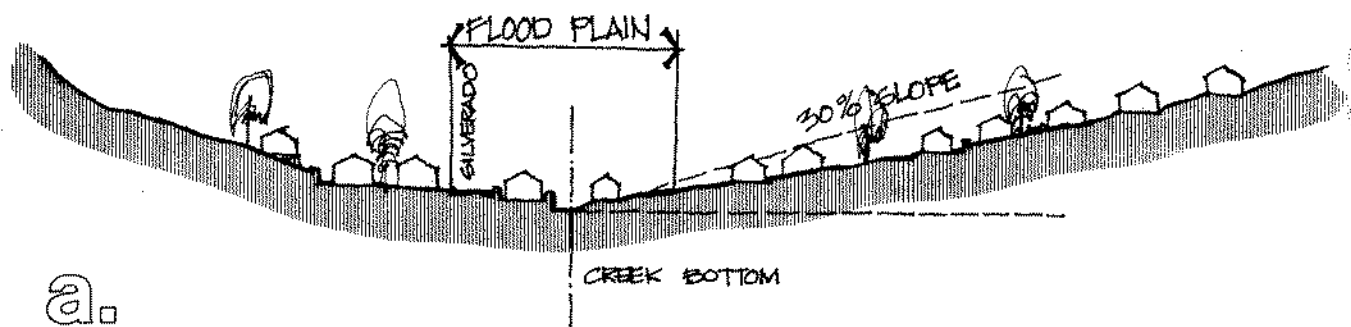 FLOOD PLAIN
SILVERADO
30% SLOPE
CREEK BOTTOM
a.